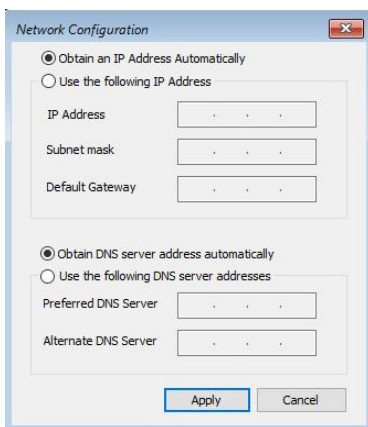 Network Configuration
Obtain an IP Address Automatically
Use the following IP Address
IP Address . . .
Subnet mask . . .
Default Gateway . . .
Obtain DNS server address automatically
Use the following DNS server addresses
Preferred DNS Server . . .
Alternate DNS Server . . .
Apply Cancel